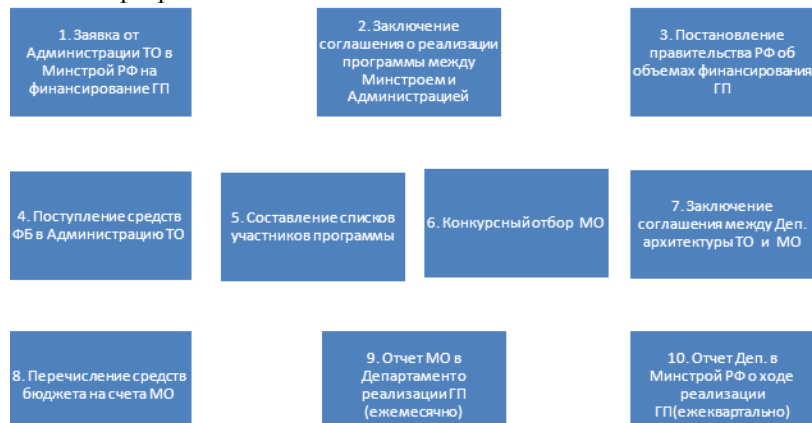 1. Заявка от
Администрации ТО в
Минстрой РФ на
финансирование ГП
2. Заключение
соглашения о реализации
программы между
Минстроем и
Администрацией
3. Постановление
правительства РФ об
объемах финансирования
ГП
4. Поступление средств
ФБ в Администрацию ТО
5. Составление списков
участников программы
6. Конкурсный отбор МО
7. Заключение
соглашения между Деп.
архитектуры ТО и МО
8. Перечисление средств
бюджета на счета МО
9. Отчет МО в
Департамент о
реализации ГП
(ежемесячно)
10. Отчет Деп. в
Минстрой РФ о ходе
реализации
ГП(ежеквартально)